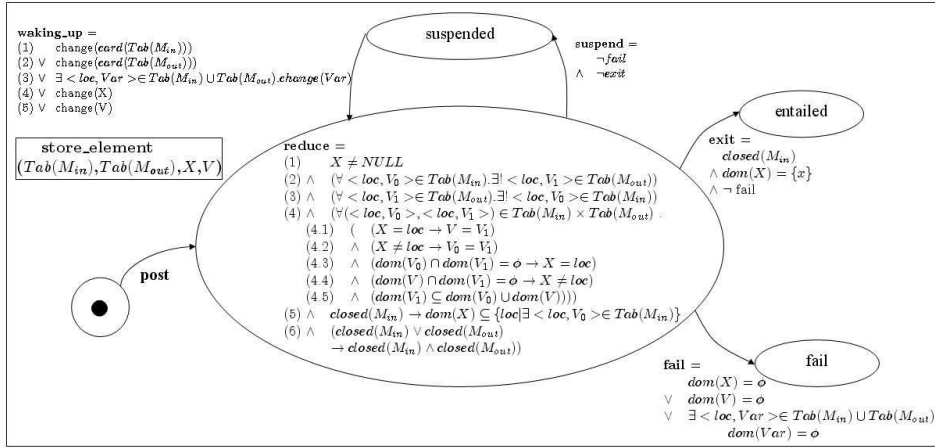 waking_up =
(1) change(card(Tab(M_in)))
(2) ∨ change(card(Tab(M_out)))
(3) ∨ ∃ < loc, Var >∈ Tab(M_in) ∪ Tab(M_out).change(Var)
(4) ∨ change(X)
(5) ∨ change(V)
suspended
suspend =
¬fail
∧ ¬exit
store_element
(Tab(M_in),Tab(M_out),X,V)
entailed
exit =
closed(M_in)
∧ dom(X) = {x}
∧ ¬ fail
reduce =
(1) X ≠ NULL
(2) ∧ (∀ < loc, V_0 >∈ Tab(M_in).∃! < loc, V_1 >∈ Tab(M_out))
(3) ∧ (∀ < loc, V_1 >∈ Tab(M_out).∃! < loc, V_0 >∈ Tab(M_in))
(4) ∧ (∀(< loc, V_0 >, < loc, V_1 >) ∈ Tab(M_in) × Tab(M_out) .
(4.1) ( (X = loc → V = V_1)
(4.2) ∧ (X ≠ loc → V_0 = V_1)
(4.3) ∧ (dom(V_0) ∩ dom(V_1) = ϕ → X = loc)
(4.4) ∧ (dom(V) ∩ dom(V_1) = ϕ → X ≠ loc)
(4.5) ∧ (dom(V_1) ⊆ dom(V_0) ∪ dom(V))))
(5) ∧ closed(M_in) → dom(X) ⊆ {loc|∃ < loc, V_0 >∈ Tab(M_in)}
(6) ∧ (closed(M_in) ∨ closed(M_out)
→ closed(M_in) ∧ closed(M_out))
post
fail
fail =
dom(X) = ϕ
∨ dom(V) = ϕ
∨ ∃ < loc, Var >∈ Tab(M_in) ∪ Tab(M_out)
dom(Var) = ϕ